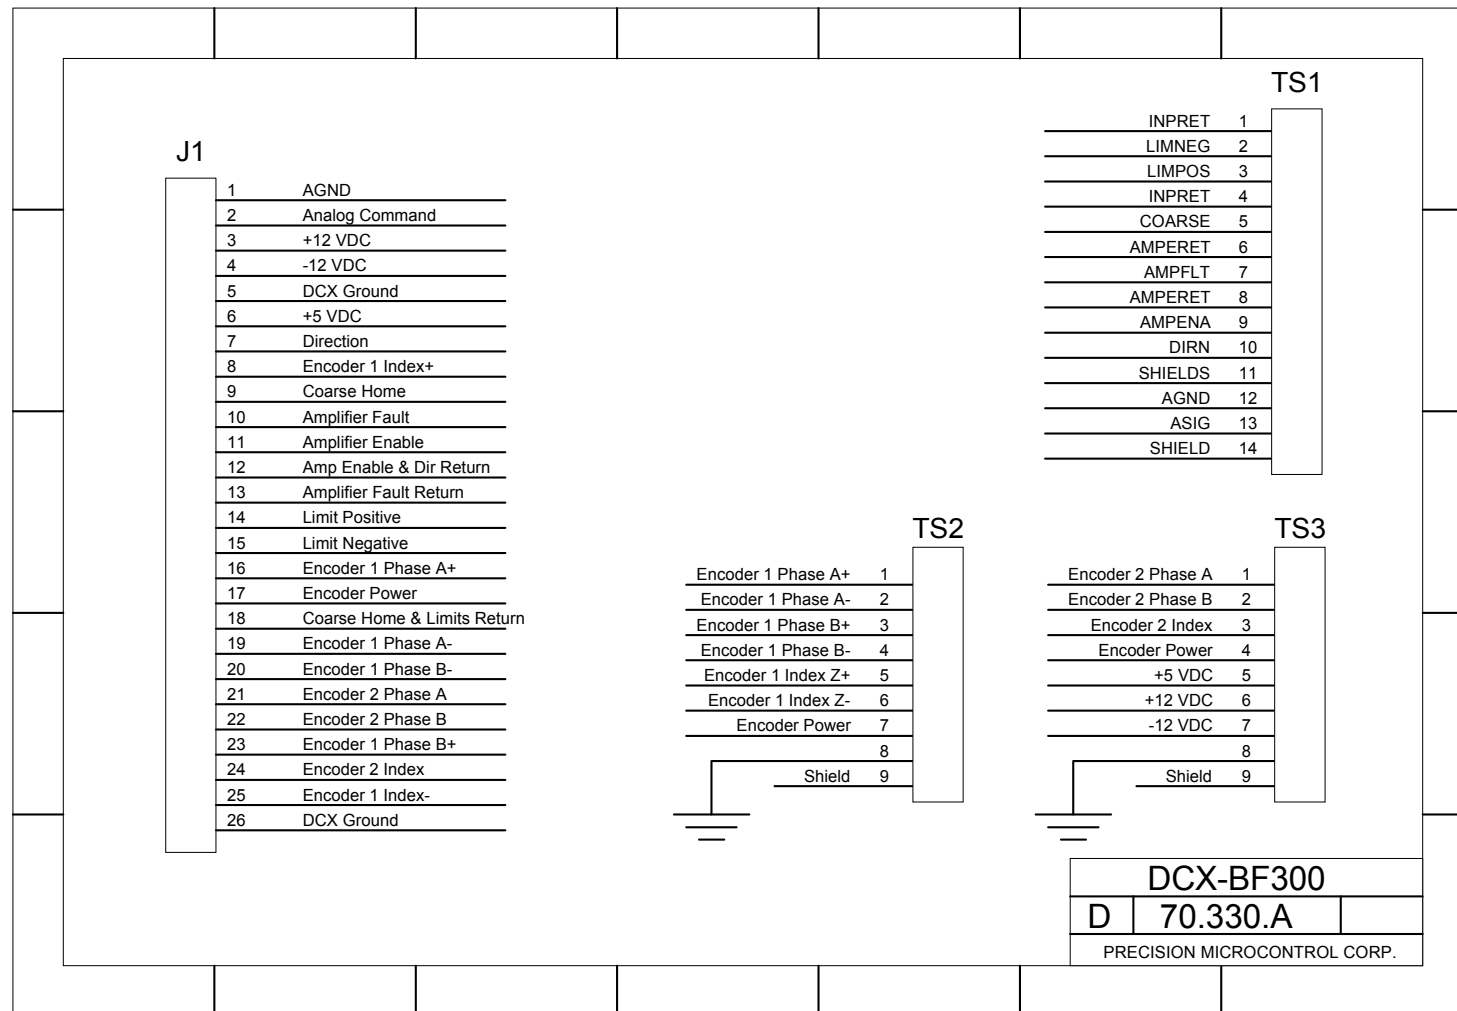 J1
1 AGND
2 Analog Command
3 +12 VDC
4 -12 VDC
5 DCX Ground
6 +5 VDC
7 Direction
8 Encoder 1 Index+
9 Coarse Home
10 Amplifier Fault
11 Amplifier Enable
12 Amp Enable & Dir Return
13 Amplifier Fault Return
14 Limit Positive
15 Limit Negative
16 Encoder 1 Phase A+
17 Encoder Power
18 Coarse Home & Limits Return
19 Encoder 1 Phase A-
20 Encoder 1 Phase B-
21 Encoder 2 Phase A
22 Encoder 2 Phase B
23 Encoder 1 Phase B+
24 Encoder 2 Index
25 Encoder 1 Index-
26 DCX Ground
TS1
INPRET 1
LIMNEG 2
LIMPOS 3
INPRET 4
COARSE 5
AMPERET 6
AMPFLT 7
AMPERET 8
AMPENA 9
DIRN 10
SHIELDS 11
AGND 12
ASIG 13
SHIELD 14
TS2
Encoder 1 Phase A+ 1
Encoder 1 Phase A- 2
Encoder 1 Phase B+ 3
Encoder 1 Phase B- 4
Encoder 1 Index Z+ 5
Encoder 1 Index Z- 6
Encoder Power 7
8
Shield 9
TS3
Encoder 2 Phase A 1
Encoder 2 Phase B 2
Encoder 2 Index 3
Encoder Power 4
+5 VDC 5
+12 VDC 6
-12 VDC 7
8
Shield 9
DCX-BF300
D 70.330.A
PRECISION MICROCONTROL CORP.